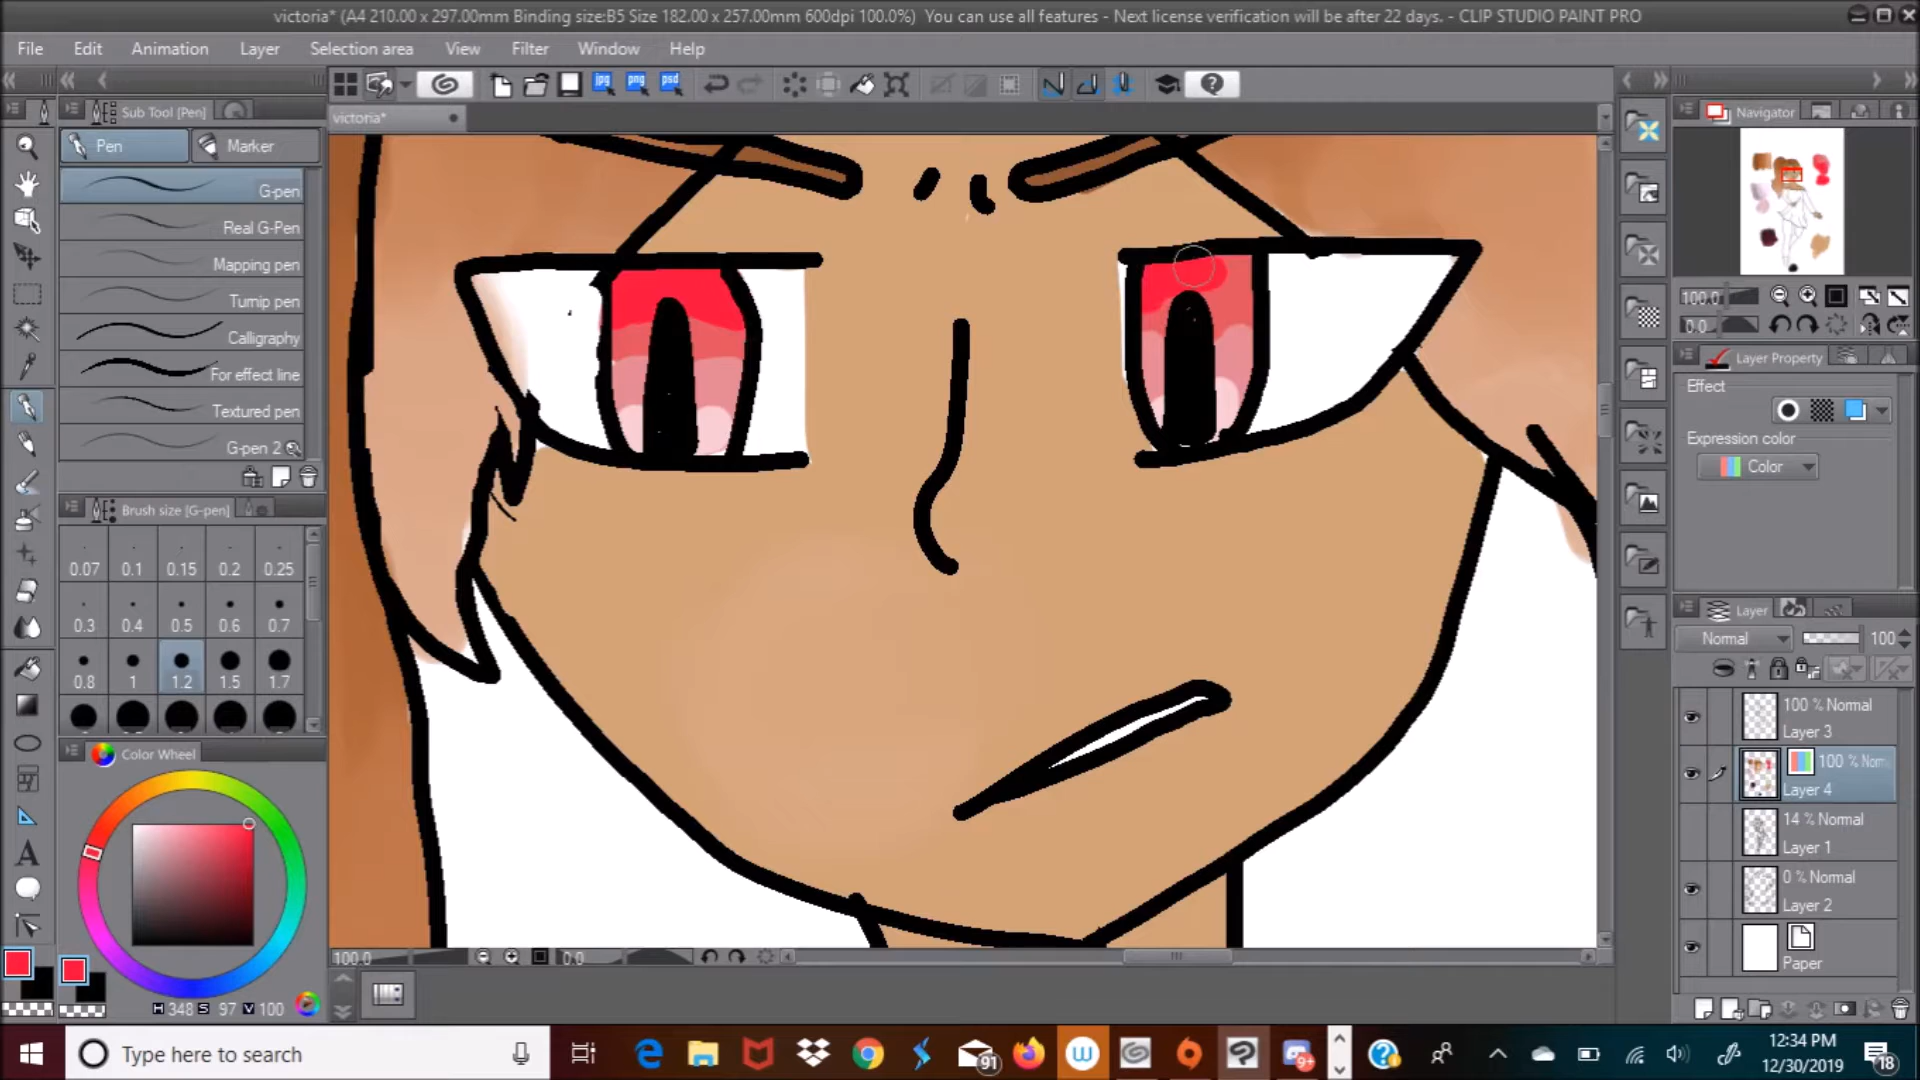 victoria* (A4 210.00 x 297.00mm Binding size:B5 Size 182.00 x 257.00mm 600dpi 100.0%)  You can use all features - Next license verification will be after 22 days. - CLIP STUDIO PAINT PRO
File Edit Animation Layer Selection area View Filter Window Help
jpg png psd ?
Sub Tool [Pen]
victoria*
Navigator
Pen Marker
G-pen
Real G-Pen
Mapping pen
Turnip pen
Calligraphy
For effect line
Textured pen
G-pen 2
100.0
0.0
Layer Property
Effect
Expression color
Color
Brush size [G-pen]
0.07 0.1 0.15 0.2 0.25
0.3 0.4 0.5 0.6 0.7
0.8 1 1.2 1.5 1.7
Layer
Normal 100
100 % Normal
Layer 3
100 % Norm
Layer 4
14 % Normal
Layer 1
0 % Normal
Layer 2
Paper
Color Wheel
A
H 348 S 97 V 100
100.0 0.0
Type here to search
91
w
9+
?
12:34 PM
12/30/2019
18